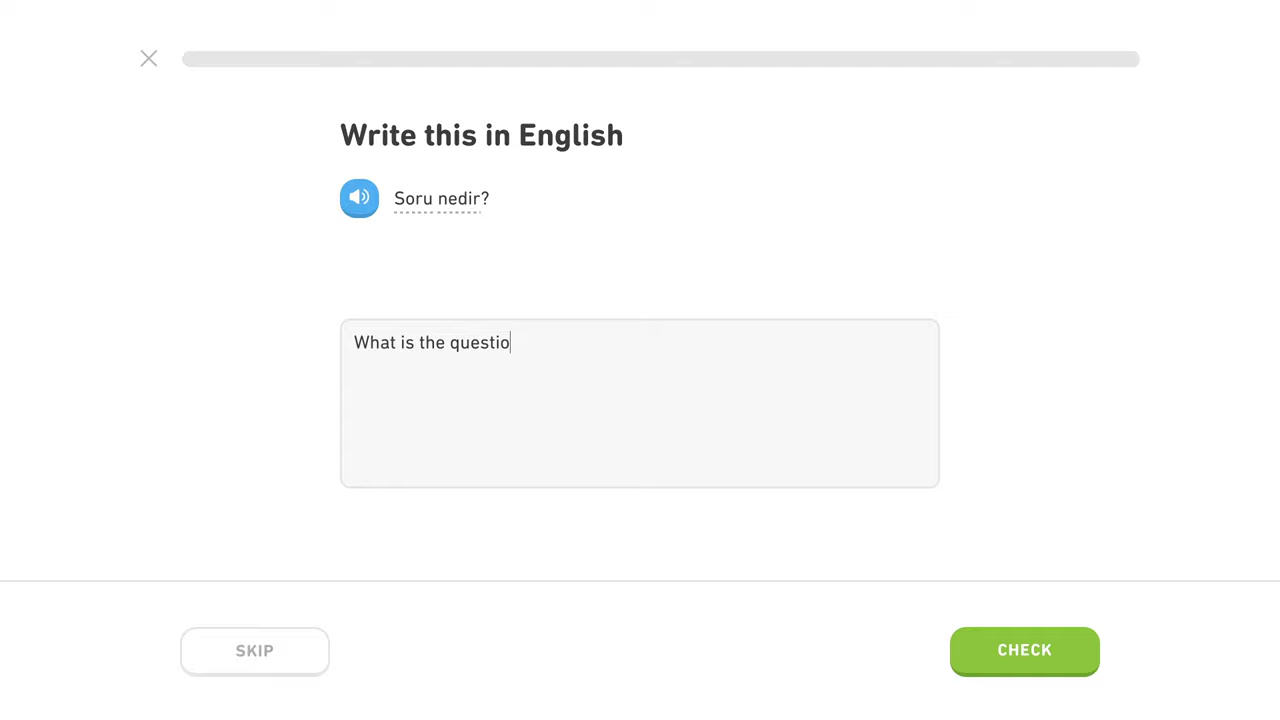 Write this in English
Soru nedir?
What is the questio
SKIP
CHECK